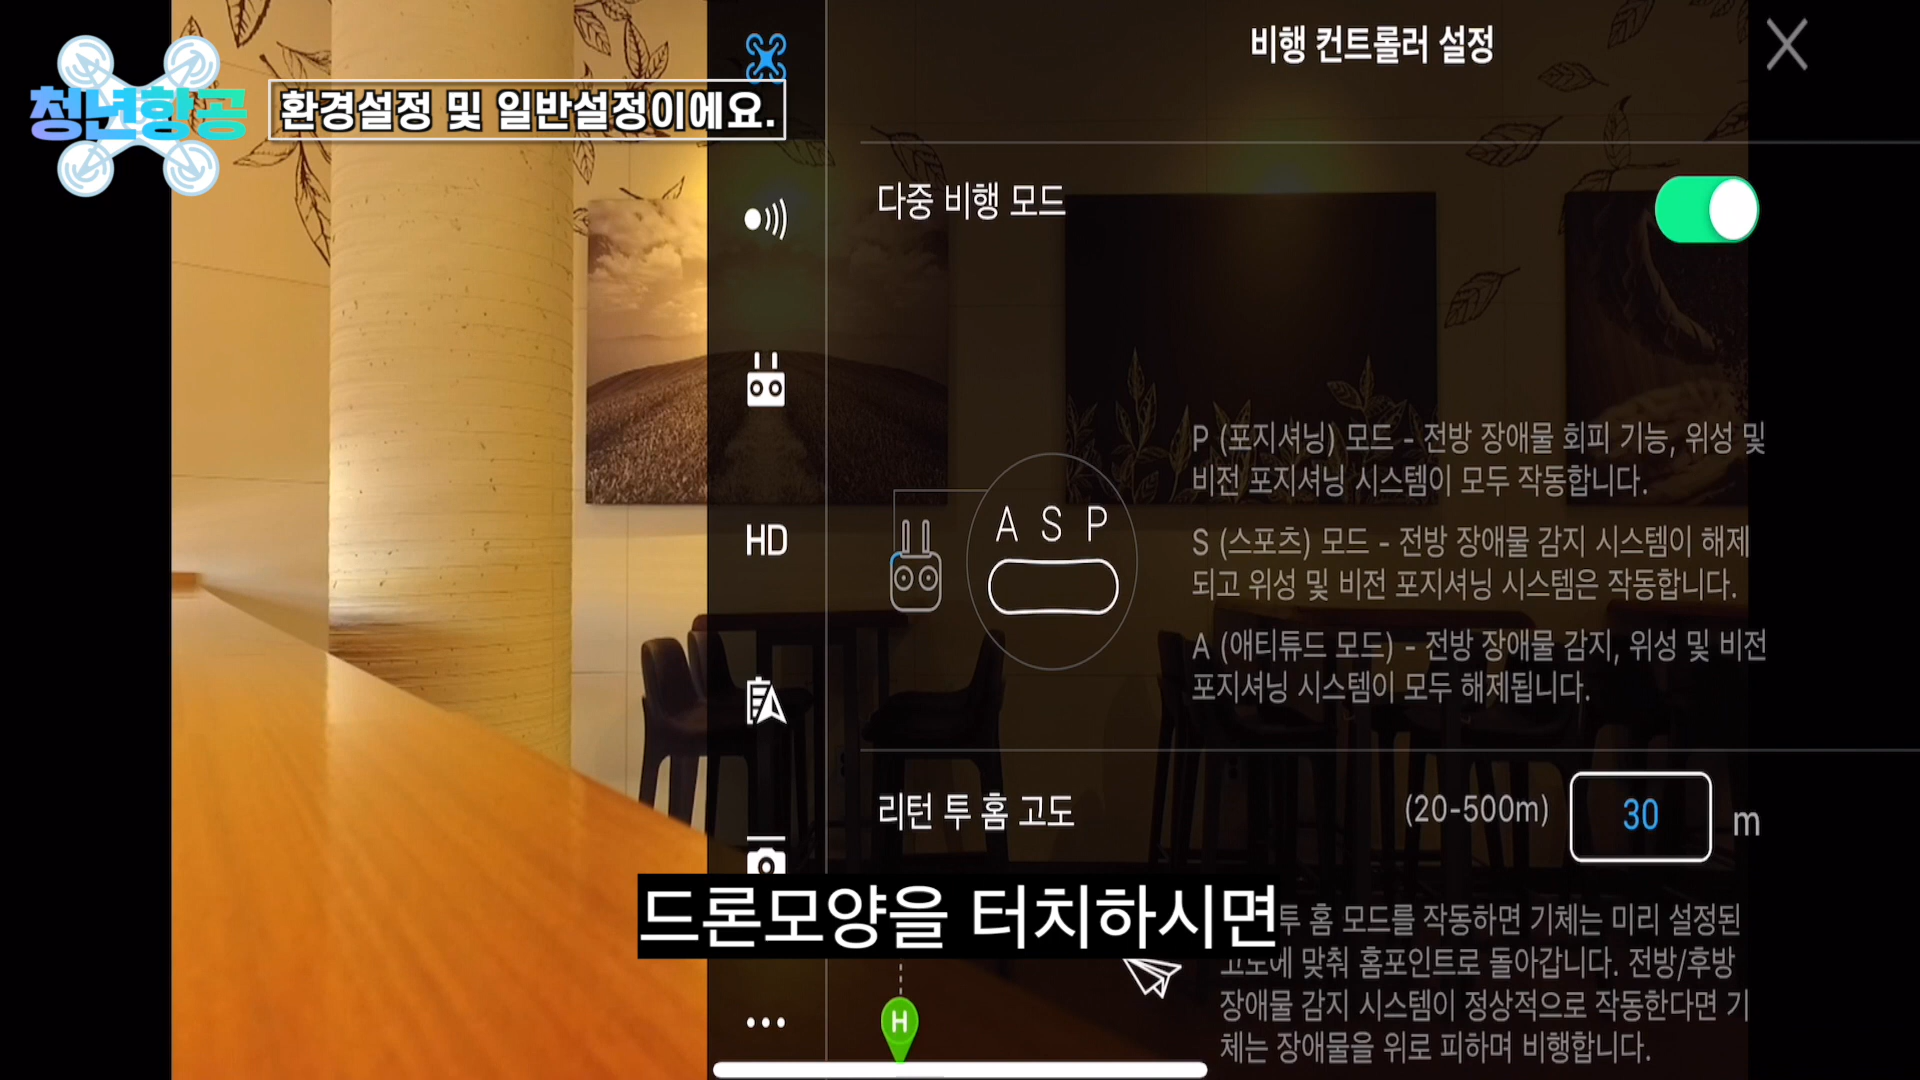 청년항공
환경설정 및 일반설정이에요.
비행 컨트롤러 설정
다중 비행 모드
HD
A S P
P (포지셔닝) 모드 - 전방 장애물 회피 기능, 위성 및
비전 포지셔닝 시스템이 모두 작동합니다.
S (스포츠) 모드 - 전방 장애물 감지 시스템이 해제
되고 위성 및 비전 포지셔닝 시스템은 작동합니다.
A (애티튜드 모드) - 전방 장애물 감지, 위성 및 비전
포지셔닝 시스템이 모두 해제됩니다.
리턴 투 홈 고도 (20-500m) 30 m
드론모양을 터치하시면
투 홈 모드를 작동하면 기체는 미리 설정된
고도에 맞춰 홈포인트로 돌아갑니다. 전방/후방
장애물 감지 시스템이 정상적으로 작동한다면 기
체는 장애물을 위로 피하며 비행합니다.
H